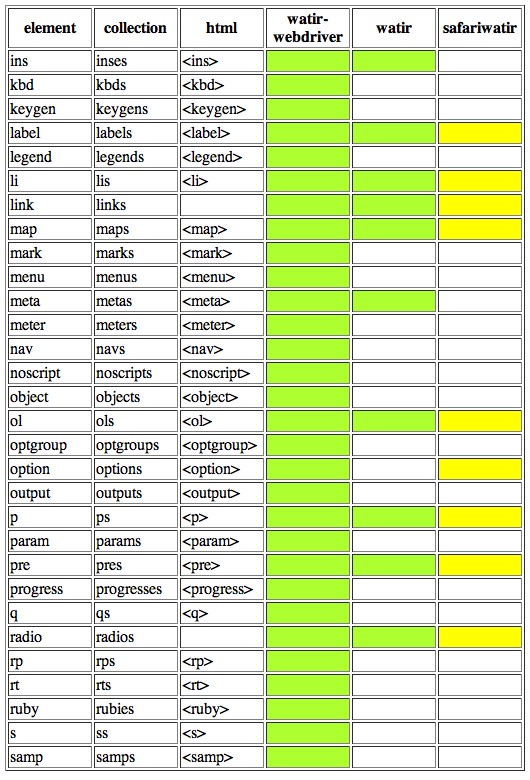 element collection html watir-webdriver watir safariwatir
ins inses <ins>
kbd kbds <kbd>
keygen keygens <keygen>
label labels <label>
legend legends <legend>
li lis <li>
link links
map maps <map>
mark marks <mark>
menu menus <menu>
meta metas <meta>
meter meters <meter>
nav navs <nav>
noscript noscripts <noscript>
object objects <object>
ol ols <ol>
optgroup optgroups <optgroup>
option options <option>
output outputs <output>
p ps <p>
param params <param>
pre pres <pre>
progress progresses <progress>
q qs <q>
radio radios
rp rps <rp>
rt rts <rt>
ruby rubies <ruby>
s ss <s>
samp samps <samp>